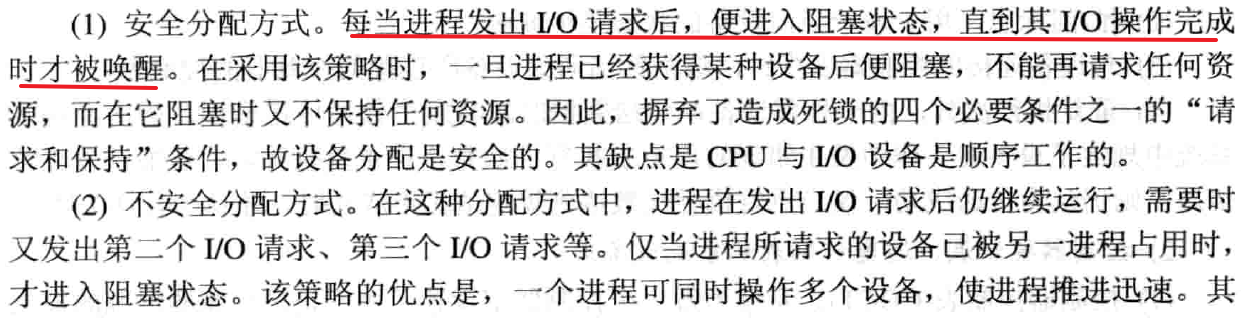 (1) 安全分配方式。每当进程发出 I/O 请求后，便进入阻塞状态，直到其 I/O 操作完成
时才被唤醒。在采用该策略时，一旦进程已经获得某种设备后便阻塞，不能再请求任何资
源，而在它阻塞时又不保持任何资源。因此，摒弃了造成死锁的四个必要条件之一的“请
求和保持”条件，故设备分配是安全的。其缺点是 CPU 与 I/O 设备是顺序工作的。
(2) 不安全分配方式。在这种分配方式中，进程在发出 I/O 请求后仍继续运行，需要时
又发出第二个 I/O 请求、第三个 I/O 请求等。仅当进程所请求的设备已被另一进程占用时，
才进入阻塞状态。该策略的优点是，一个进程可同时操作多个设备，使进程推进迅速。其